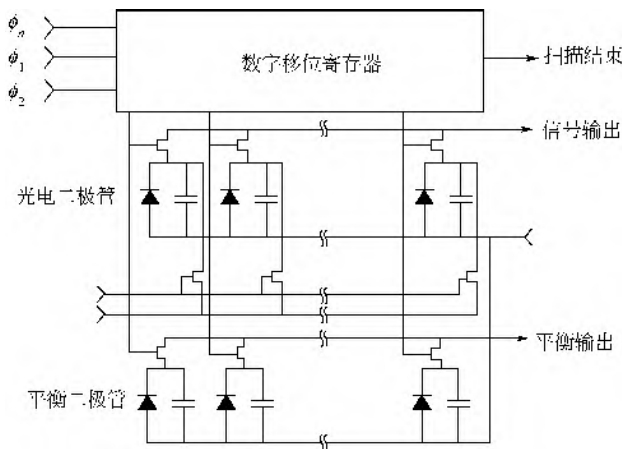 ϕn
ϕ1
ϕ2
数字移位寄存器
扫描结束
信号输出
光电二极管
平衡输出
平衡二极管